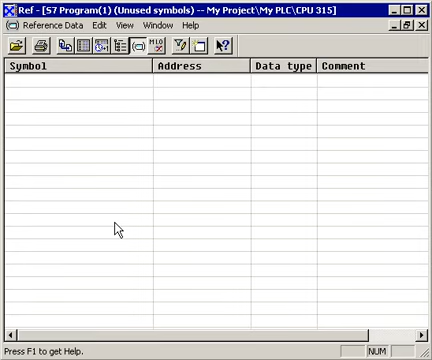 Ref - [S7 Program(1) (Unused symbols) -- My Project\My PLC\CPU 315]
Reference Data Edit View Window Help
Symbol Address Data type Comment
Press F1 to get Help. NUM